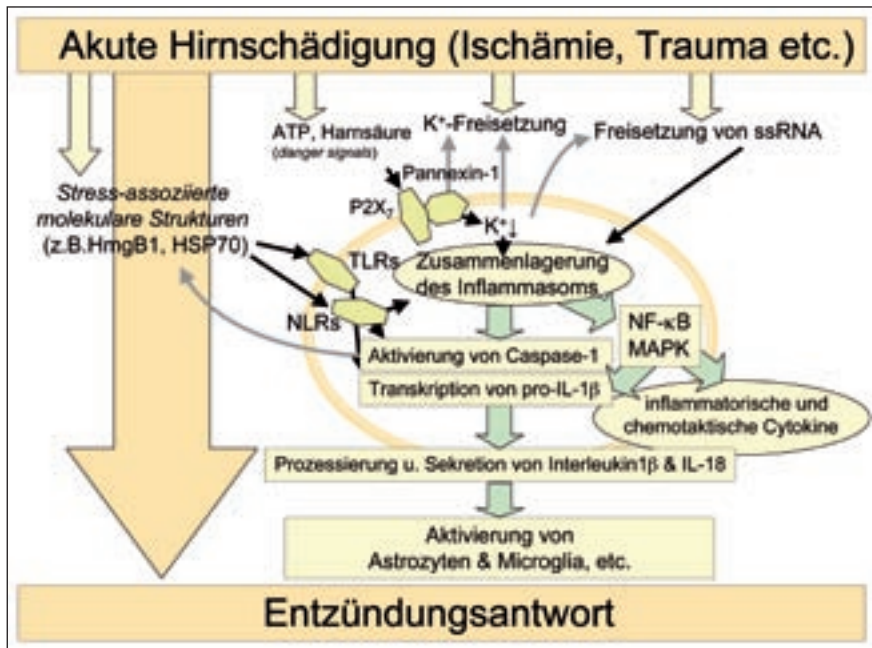 Akute Hirnschädigung (Ischämie, Trauma etc.)
ATP, Harnsäure
(danger signals)
K⁺-Freisetzung
Freisetzung von ssRNA
Pannexin-1
P2X₇
K⁺↓
Stress-assoziierte
molekulare Strukturen
(z.B.HmgB1, HSP70)
TLRs
NLRs
Zusammenlagerung
des Inflammasoms
NF-κB
MAPK
Aktivierung von Caspase-1
Transkription von pro-IL-1β
inflammatorische und
chemotaktische Cytokine
Prozessierung u. Sekretion von Interleukin1β & IL-18
Aktivierung von
Astrozyten & Microglia, etc.
Entzündungsantwort